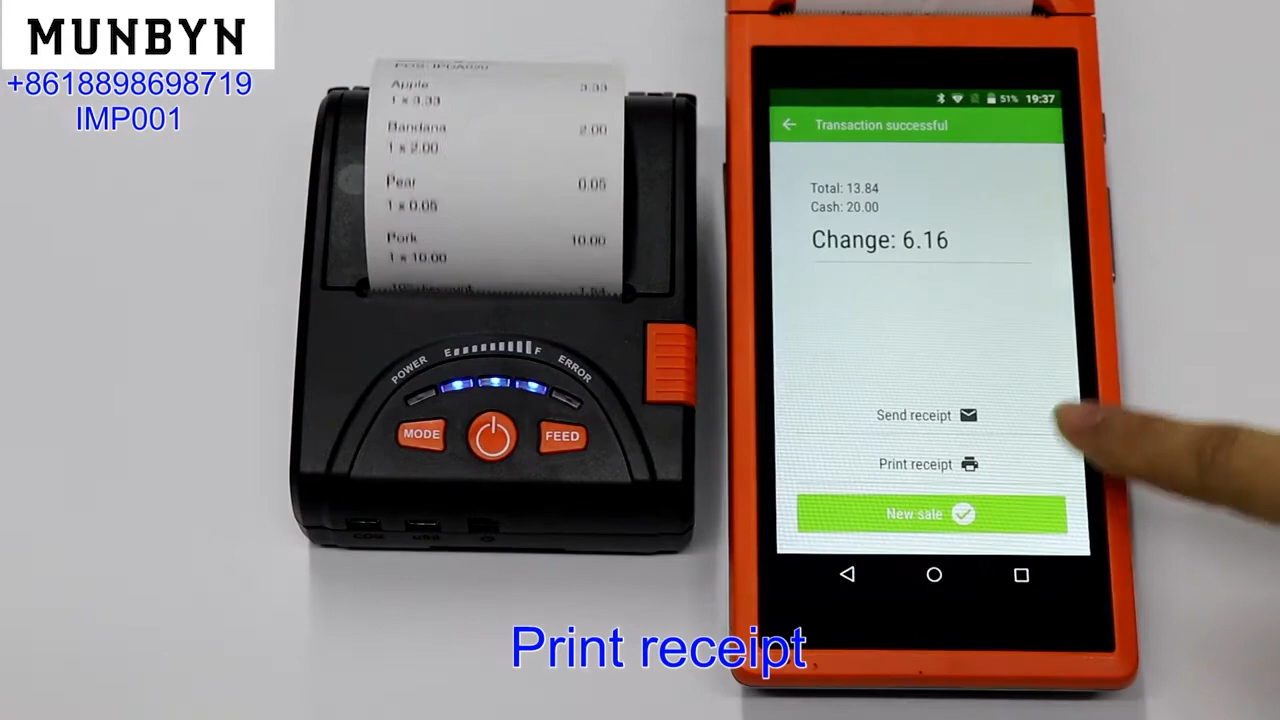 MUNBYN
+8618898698719
IMP001
Apple 3.33
1 x 3.33
Bandana 2.00
1 x 2.00
Pear 0.05
1 x 0.05
Pork 10.00
1 x 10.00
POWER E F ERROR
MODE FEED
51% 19:37
Transaction successful
Total: 13.84
Cash: 20.00
Change: 6.16
Send receipt
Print receipt
New sale
Print receipt